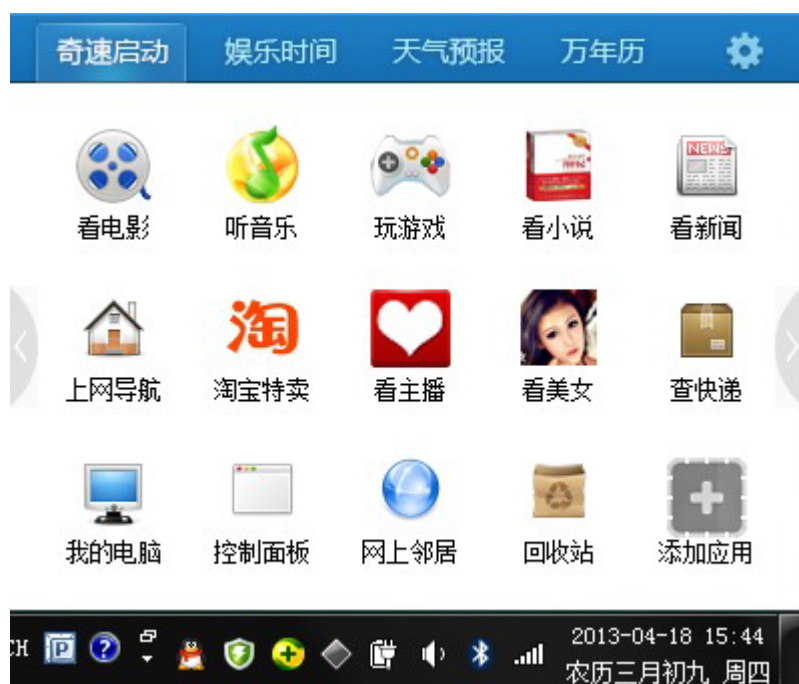 奇速启动 娱乐时间 天气预报 万年历
看电影 听音乐 玩游戏 看小说 看新闻
NEWS
淘
上网导航 淘宝特卖 看主播 看美女 查快递
我的电脑 控制面板 网上邻居 回收站 添加应用
CH
P
?
2013-04-18 15:44
农历三月初九 周四